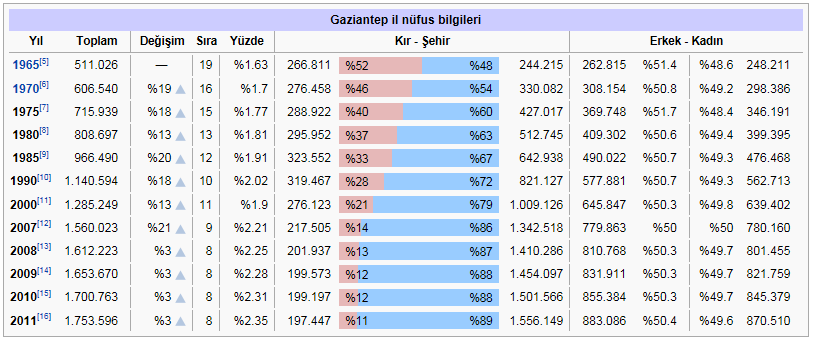 Gaziantep il nüfus bilgileri
Yıl Toplam Değişim Sıra Yüzde Kır - Şehir Erkek - Kadın
1965[5] 511.026 — 19 %1.63 266.811 %52 %48 244.215 262.815 %51.4 %48.6 248.211
1970[6] 606.540 %19 16 %1.7 276.458 %46 %54 330.082 308.154 %50.8 %49.2 298.386
1975[7] 715.939 %18 15 %1.77 288.922 %40 %60 427.017 369.748 %51.7 %48.4 346.191
1980[8] 808.697 %13 13 %1.81 295.952 %37 %63 512.745 409.302 %50.6 %49.4 399.395
1985[9] 966.490 %20 12 %1.91 323.552 %33 %67 642.938 490.022 %50.7 %49.3 476.468
1990[10] 1.140.594 %18 10 %2.02 319.467 %28 %72 821.127 577.881 %50.7 %49.3 562.713
2000[11] 1.285.249 %13 11 %1.9 276.123 %21 %79 1.009.126 645.847 %50.3 %49.8 639.402
2007[12] 1.560.023 %21 9 %2.21 217.505 %14 %86 1.342.518 779.863 %50 %50 780.160
2008[13] 1.612.223 %3 8 %2.25 201.937 %13 %87 1.410.286 810.768 %50.3 %49.7 801.455
2009[14] 1.653.670 %3 8 %2.28 199.573 %12 %88 1.454.097 831.911 %50.3 %49.7 821.759
2010[15] 1.700.763 %3 8 %2.31 199.197 %12 %88 1.501.566 855.384 %50.3 %49.7 845.379
2011[16] 1.753.596 %3 8 %2.35 197.447 %11 %89 1.556.149 883.086 %50.4 %49.6 870.510